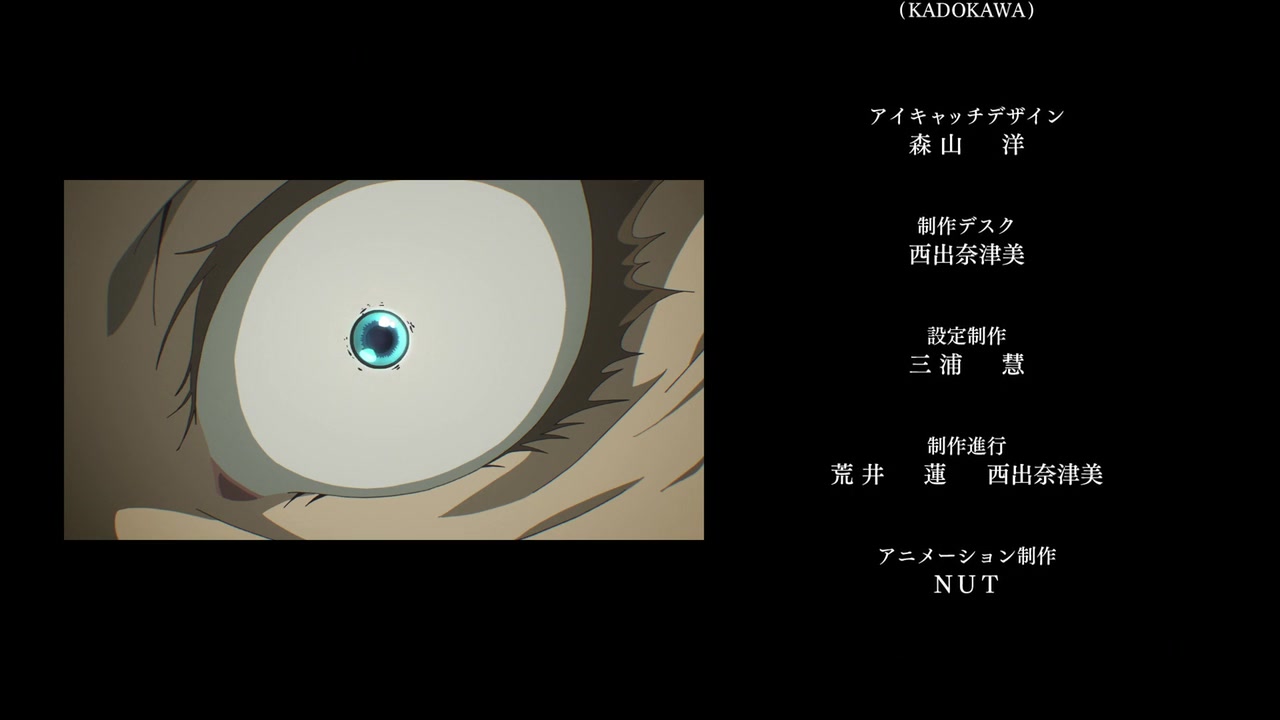 （KADOKAWA）
アイキャッチデザイン
森山　洋
制作デスク
西出奈津美
設定制作
三浦　慧
制作進行
荒井　蓮　西出奈津美
アニメーション制作
NUT